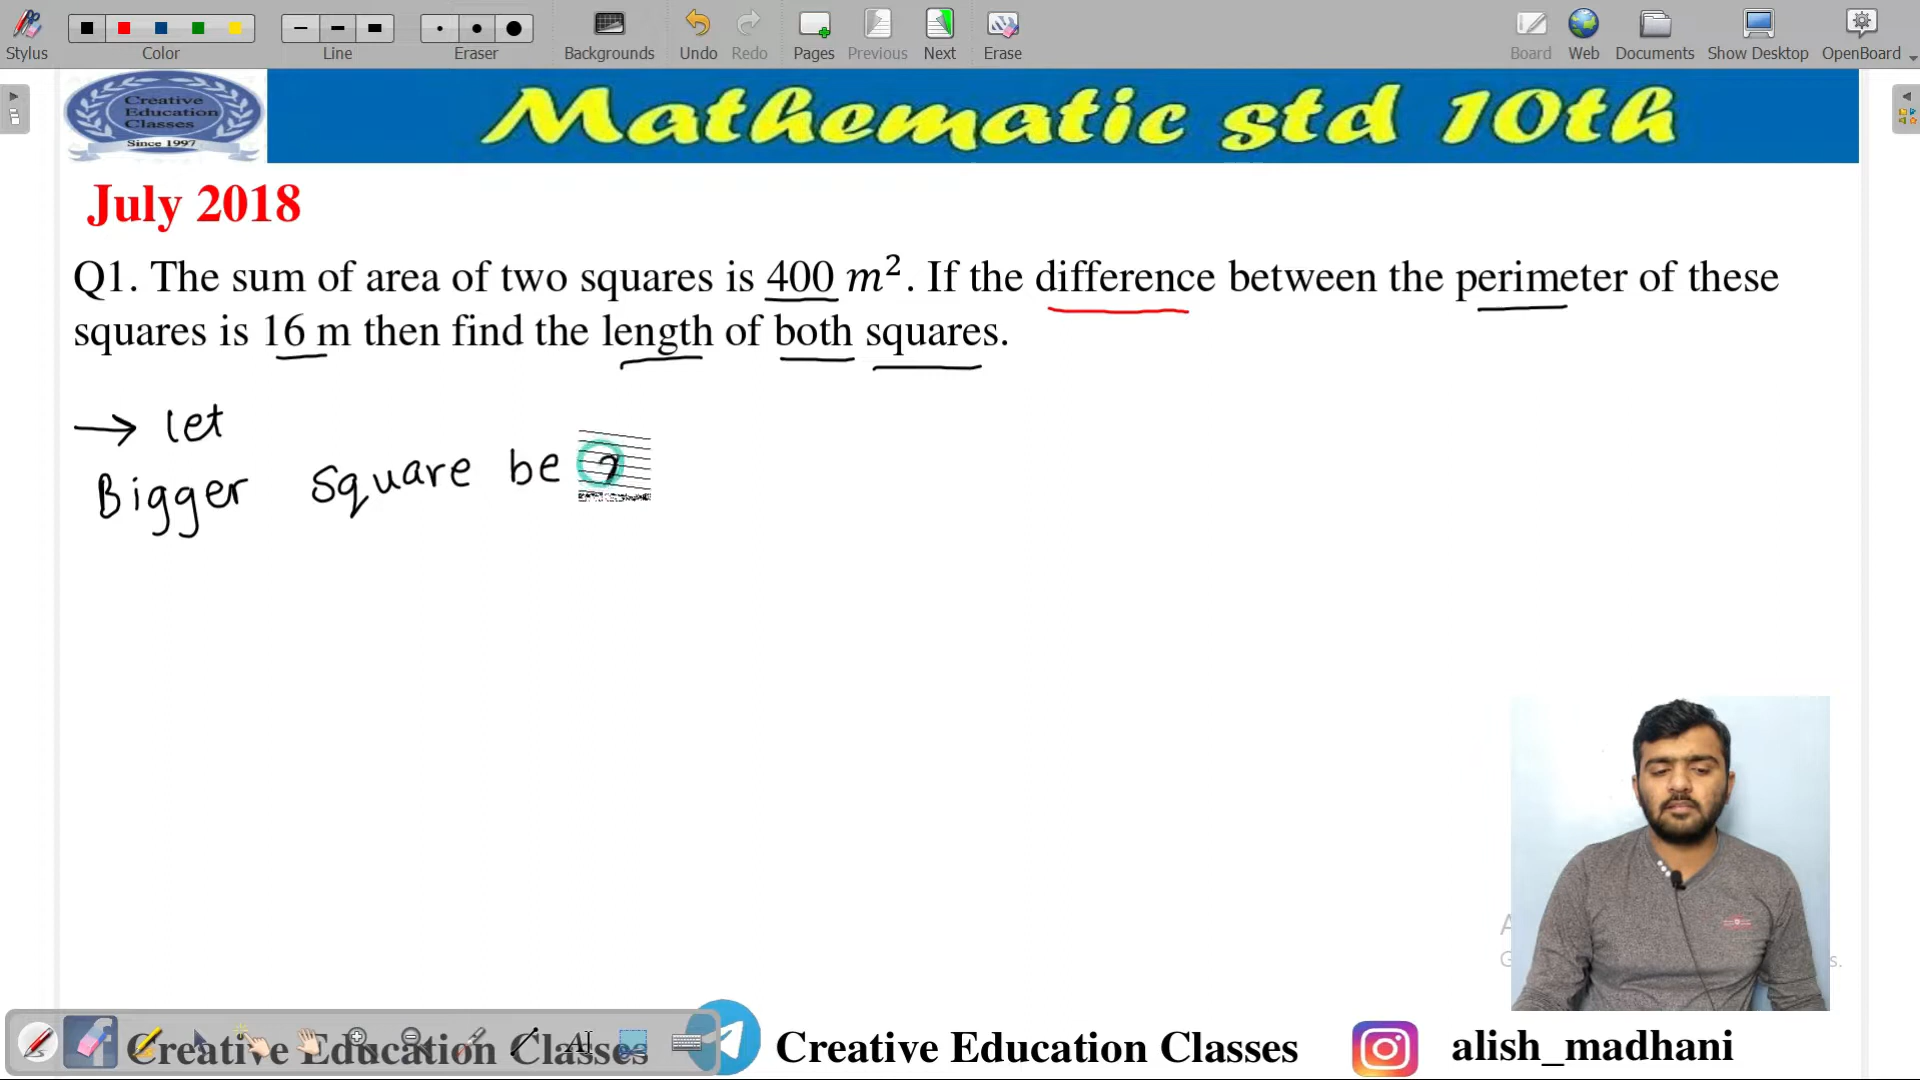 Stylus
Color
Line
Eraser
Backgrounds
Undo
Redo
Pages
Previous
Next
Erase
Board
Web
Documents
Show Desktop
OpenBoard
Creative
Education
Classes
Since 1997
Mathematic std 10th
July 2018
Q1. The sum of area of two squares is 400 m². If the difference between the perimeter of these
squares is 16 m then find the length of both squares.
→ let
Bigger square be
Creative Education Classes
Creative Education Classes
alish_madhani